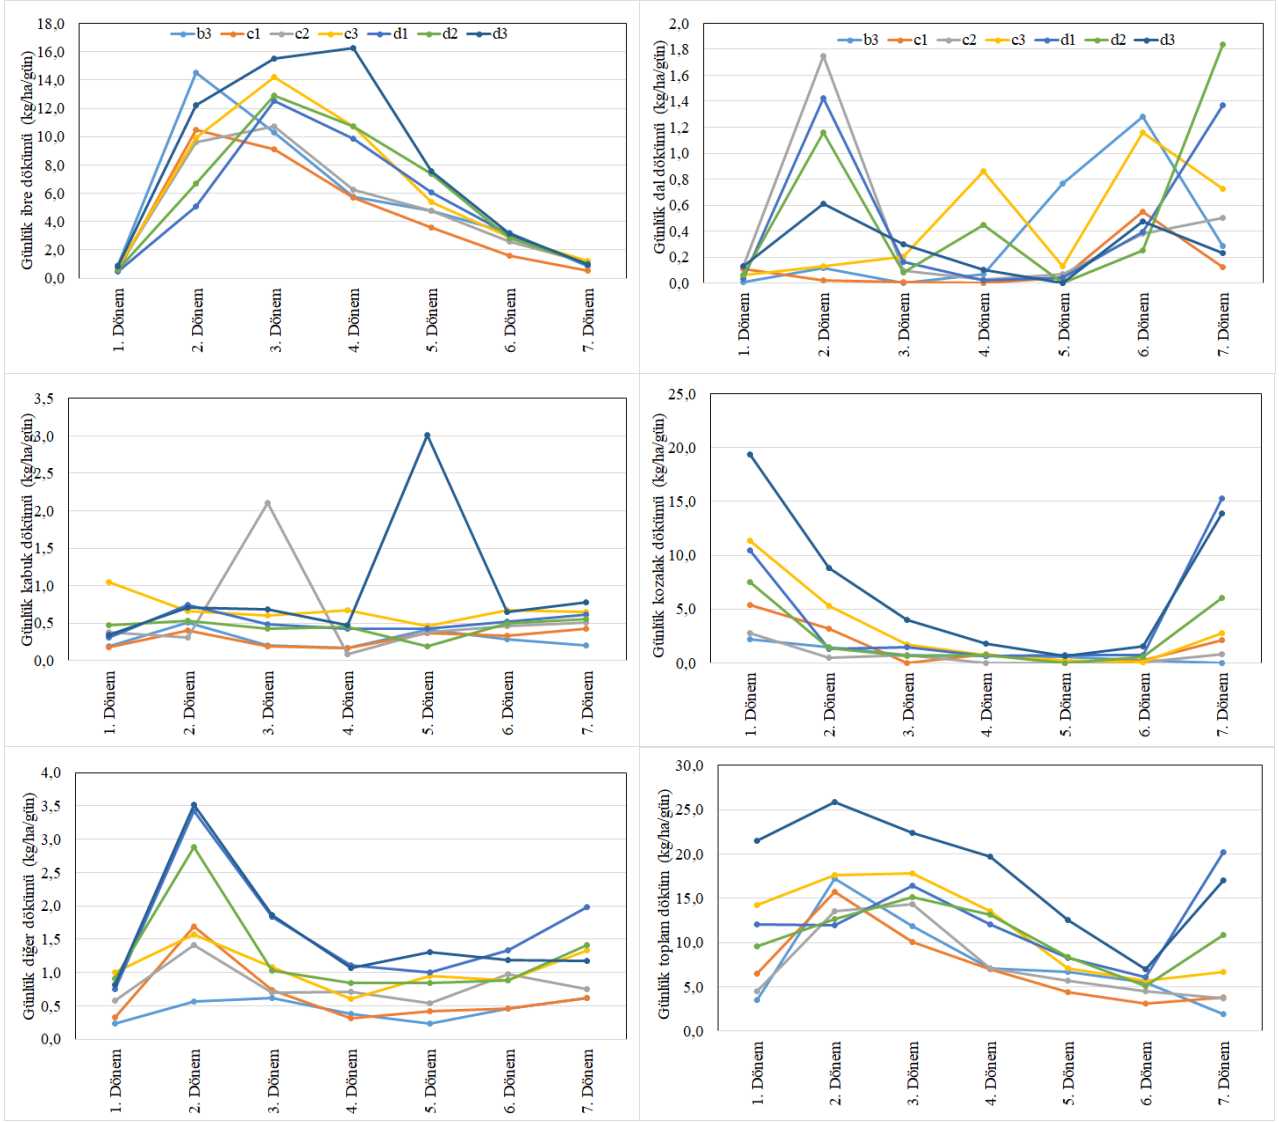 Günlük ibre dökümü (kg/ha/gün)
18,0
16,0
14,0
12,0
10,0
8,0
6,0
4,0
2,0
0,0
b3 c1 c2 c3 d1 d2 d3
1. Dönem
2. Dönem
3. Dönem
4. Dönem
5. Dönem
6. Dönem
7. Dönem
Günlük dal dökümü (kg/ha/gün)
2,0
1,8
1,6
1,4
1,2
1,0
0,8
0,6
0,4
0,2
0,0
b3 c1 c2 c3 d1 d2 d3
1. Dönem
2. Dönem
3. Dönem
4. Dönem
5. Dönem
6. Dönem
7. Dönem
Günlük kabuk dökümü (kg/ha/gün)
3,5
3,0
2,5
2,0
1,5
1,0
0,5
0,0
1. Dönem
2. Dönem
3. Dönem
4. Dönem
5. Dönem
6. Dönem
7. Dönem
Günlük kozalak dökümü (kg/ha/gün)
25,0
20,0
15,0
10,0
5,0
0,0
1. Dönem
2. Dönem
3. Dönem
4. Dönem
5. Dönem
6. Dönem
7. Dönem
Günlük diğer dökümü (kg/ha/gün)
4,0
3,5
3,0
2,5
2,0
1,5
1,0
0,5
0,0
1. Dönem
2. Dönem
3. Dönem
4. Dönem
5. Dönem
6. Dönem
7. Dönem
Günlük toplam döküm (kg/ha/gün)
30,0
25,0
20,0
15,0
10,0
5,0
0,0
1. Dönem
2. Dönem
3. Dönem
4. Dönem
5. Dönem
6. Dönem
7. Dönem